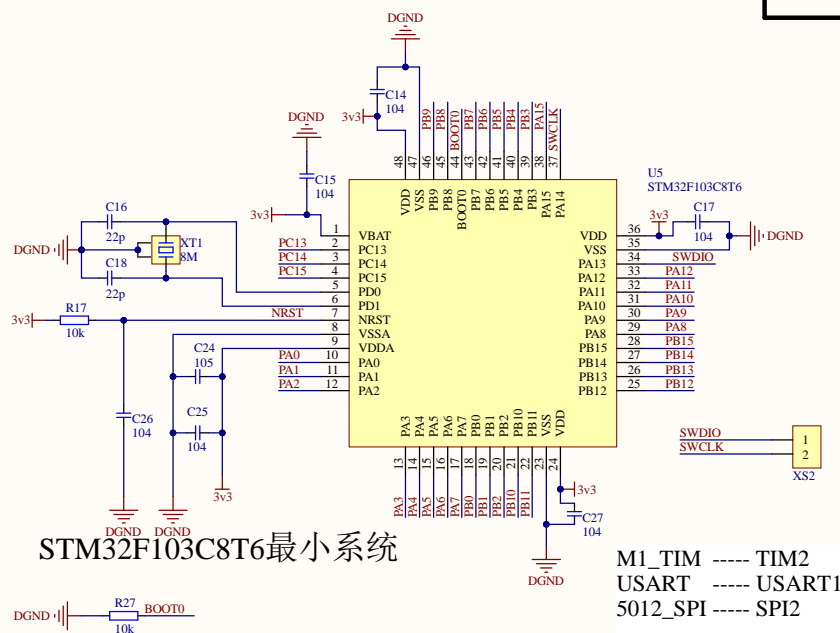 DGND
C14
104
3v3
DGND
C15
104
3v3
PB9
PB8
BOOT0
PB7
PB6
PB5
PB4
PB3
PA15
SWCLK
48
47
46
45
44
43
42
41
40
39
38
37
VDD
VSS
PB9
PB8
BOOT0
PB7
PB6
PB5
PB4
PB3
PA15
PA14
U5
STM32F103C8T6
C16
22p
XT1
8M
DGND
C18
22p
PC13
PC14
PC15
3v3
R17
10k
NRST
PA0
PA1
PA2
1 VBAT
2 PC13
3 PC14
4 PC15
5 PD0
6 PD1
7 NRST
8 VSSA
9 VDDA
10 PA0
11 PA1
12 PA2
VDD 36
VSS 35
PA13 34 SWDIO
PA12 33 PA12
PA11 32 PA11
PA10 31 PA10
PA9 30 PA9
PA8 29 PA8
PB15 28 PB15
PB14 27 PB14
PB13 26 PB13
PB12 25 PB12
3v3
C17
104
DGND
C24
105
C25
104
C26
104
3v3
DGND
DGND
PA3
PA4
PA5
PA6
PA7
PB0
PB1
PB2
PB10
PB11
VSS
VDD
13
14
15
16
17
18
19
20
21
22
23
24
PA3
PA4
PA5
PA6
PA7
PB0
PB1
PB2
PB10
PB11
3v3
C27
104
DGND
SWDIO
SWCLK
1
2
XS2
STM32F103C8T6最小系统
M1_TIM ----- TIM2
USART ----- USART1
5012_SPI ----- SPI2
DGND
R27
10k
BOOT0